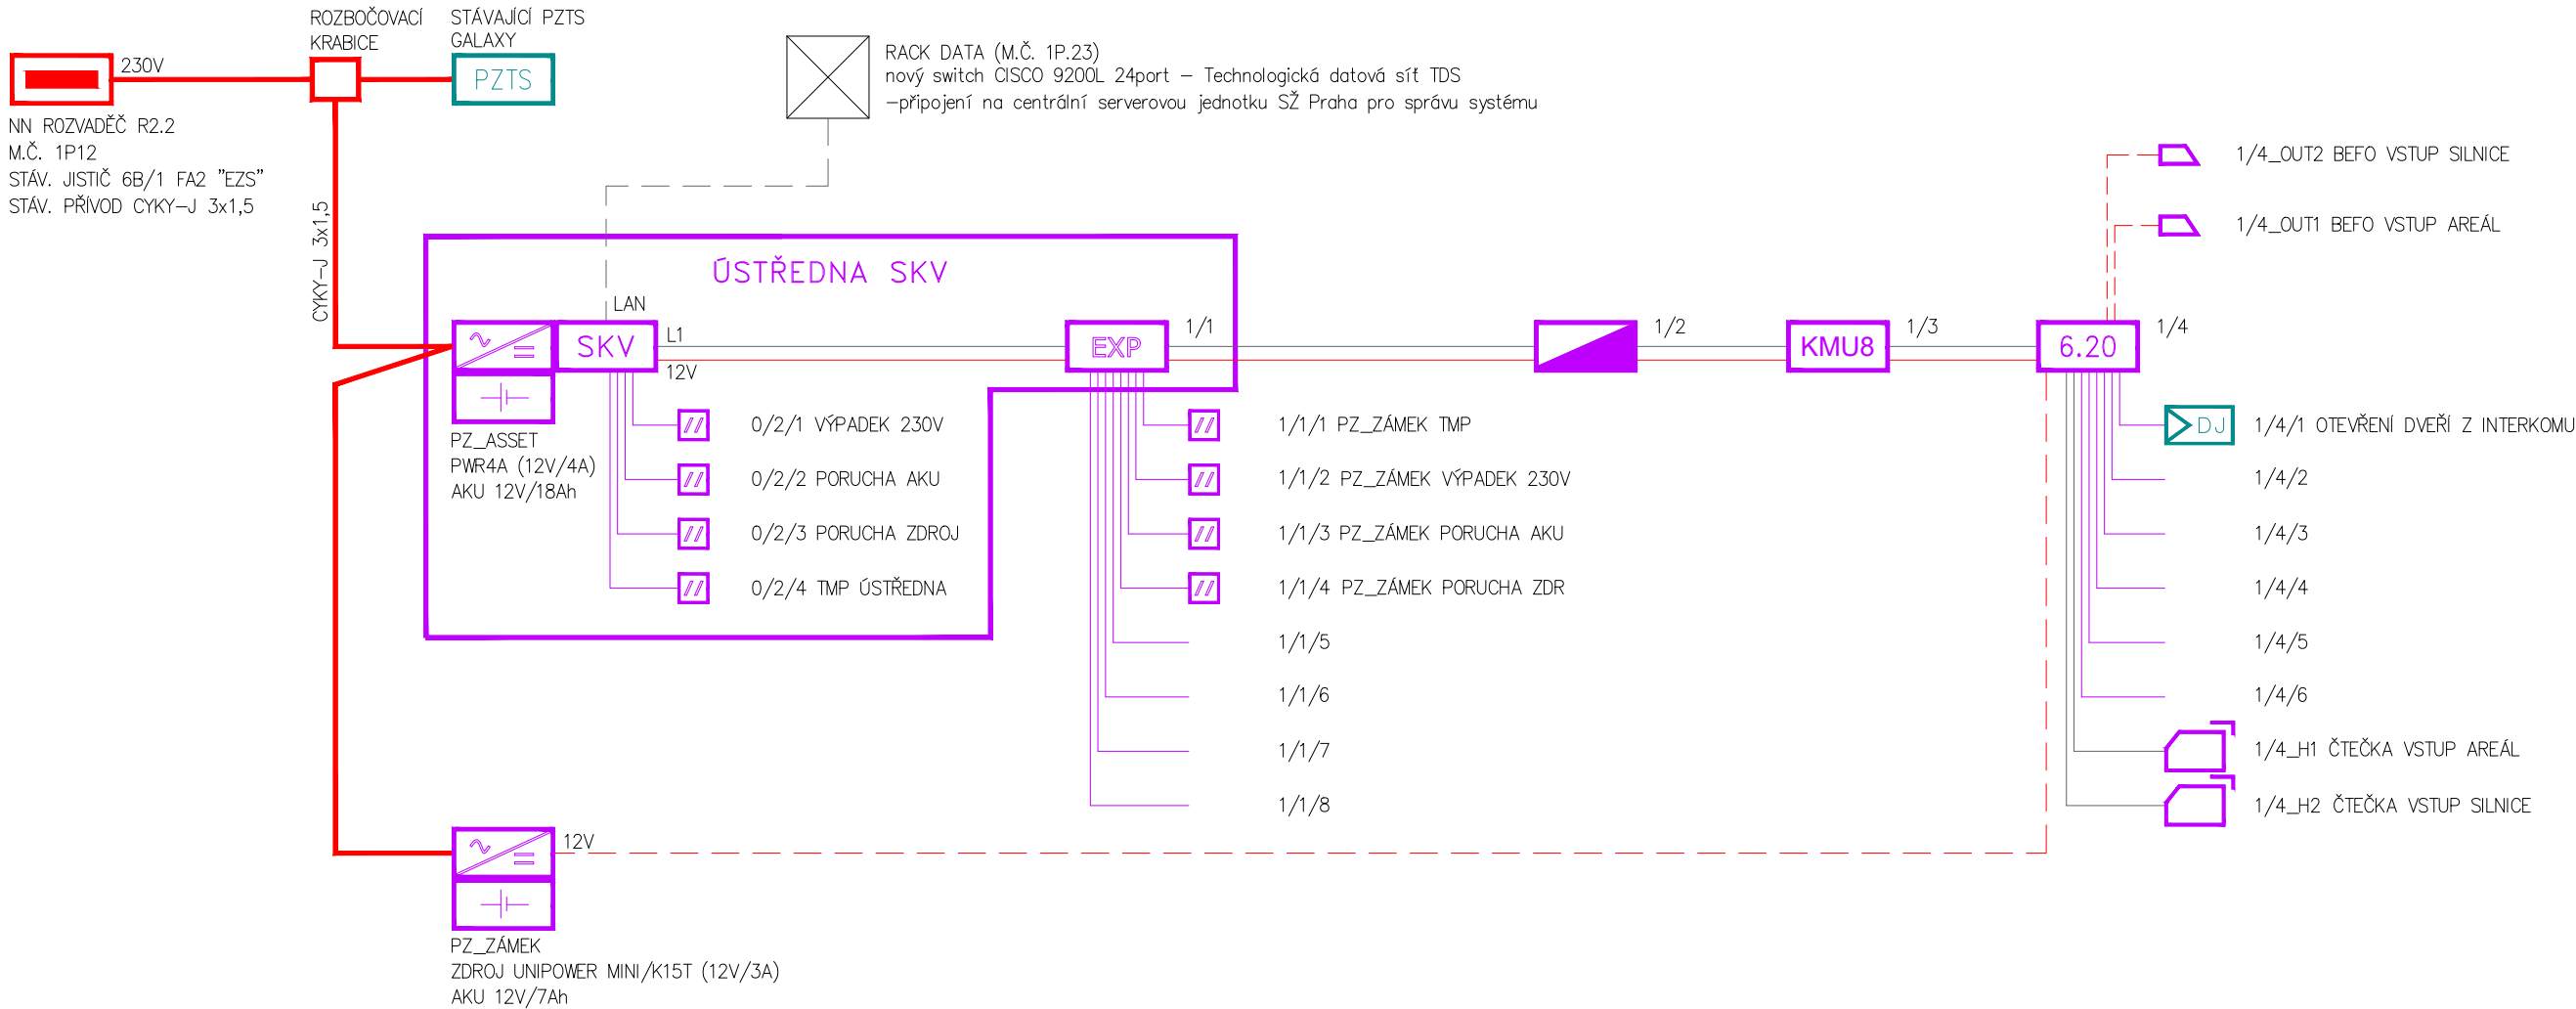 ROZBOČOVACÍ
KRABICE
STÁVAJÍCÍ PZTS
GALAXY
230V
PZTS
NN ROZVADĚČ R2.2
M.Č. 1P12
STÁV. JISTIČ 6B/1 FA2 "EZS"
STÁV. PŘÍVOD CYKY-J 3x1,5
CYKY-J 3x1,5
RACK DATA (M.Č. 1P.23)
nový switch CISCO 9200L 24port – Technologická datová síť TDS
-připojení na centrální serverovou jednotku SŽ Praha pro správu systému
1/4_OUT2 BEFO VSTUP SILNICE
1/4_OUT1 BEFO VSTUP AREÁL
ÚSTŘEDNA SKV
LAN
SKV
L1
12V
EXP
1/1
1/2
KMU8
1/3
6.20
1/4
PZ_ASSET
PWR4A (12V/4A)
AKU 12V/18Ah
0/2/1 VÝPADEK 230V
0/2/2 PORUCHA AKU
0/2/3 PORUCHA ZDROJ
0/2/4 TMP ÚSTŘEDNA
1/1/1 PZ_ZÁMEK TMP
1/1/2 PZ_ZÁMEK VÝPADEK 230V
1/1/3 PZ_ZÁMEK PORUCHA AKU
1/1/4 PZ_ZÁMEK PORUCHA ZDR
1/1/5
1/1/6
1/1/7
1/1/8
DJ
1/4/1 OTEVŘENÍ DVEŘÍ Z INTERKOMU
1/4/2
1/4/3
1/4/4
1/4/5
1/4/6
1/4_H1 ČTEČKA VSTUP AREÁL
1/4_H2 ČTEČKA VSTUP SILNICE
12V
PZ_ZÁMEK
ZDROJ UNIPOWER MINI/K15T (12V/3A)
AKU 12V/7Ah